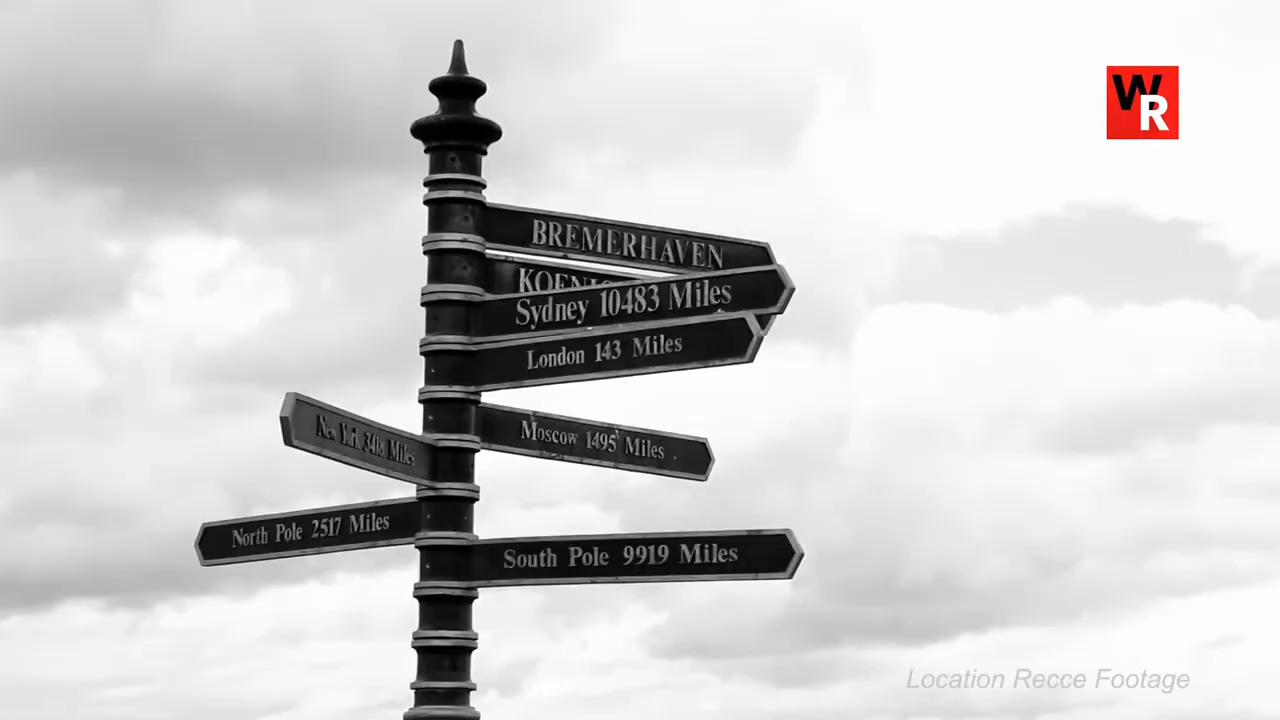 WR
BREMERHAVEN
Sydney 10483 Miles
London 143 Miles
New York 3418 Miles
Moscow 1495 Miles
North Pole 2517 Miles
South Pole 9919 Miles
Location Recce Footage